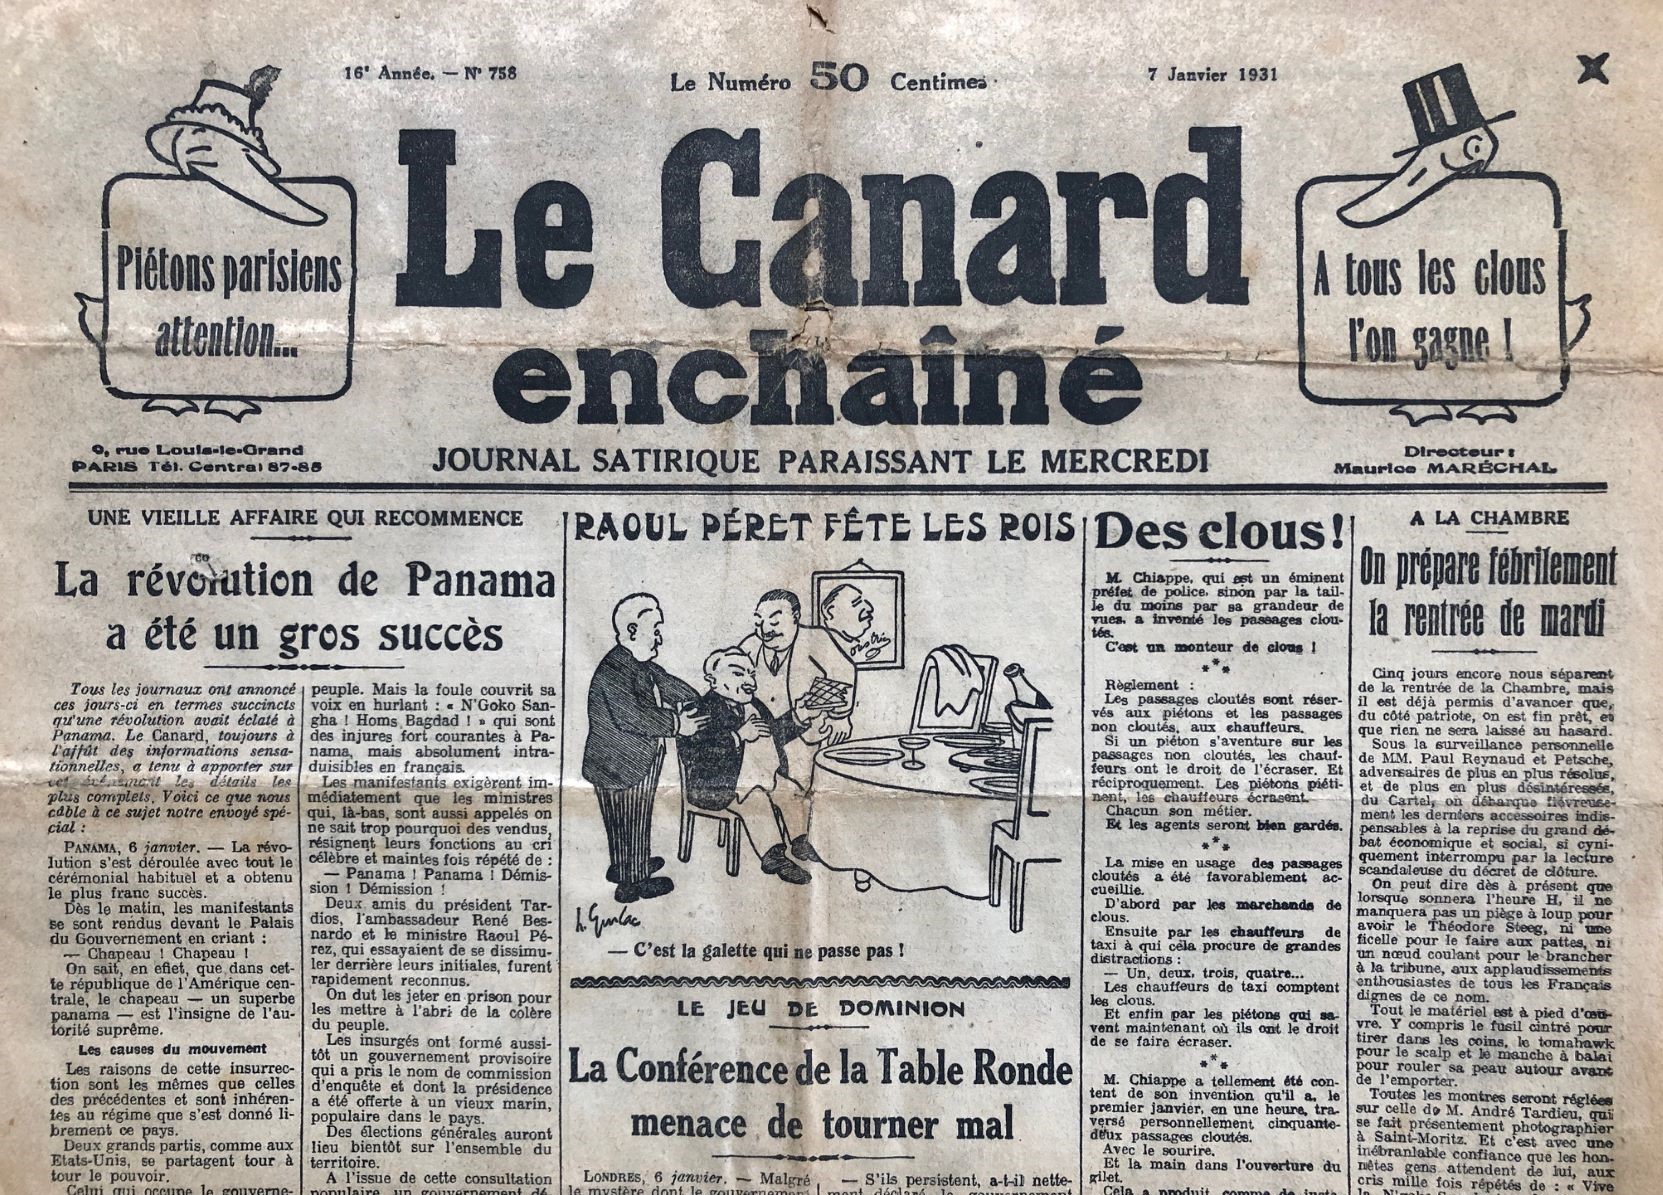 16e Année. — N° 758
Le Numéro 50 Centimes
7 Janvier 1931
Piétons parisiens
attention...
Le Canard
enchaîné
A tous les clous
l'on gagne !
9, rue Louis-le-Grand
PARIS Tél. Central 87-85
JOURNAL SATIRIQUE PARAISSANT LE MERCREDI
Directeur :
Maurice MARÉCHAL
UNE VIEILLE AFFAIRE QUI RECOMMENCE
La révolution de Panama
a été un gros succès
Tous les journaux ont annoncé
ces jours-ci en termes succincts
qu'une révolution avait éclaté à
Panama. Le Canard, toujours à
l'affût des informations sensa-
tionnelles, a tenu à apporter sur
cet événement les détails les
plus complets. Voici ce que nous
câble à ce sujet notre envoyé spé-
cial :
PANAMA, 6 janvier. — La révo-
lution s'est déroulée avec tout le
cérémonial habituel et a obtenu
le plus franc succès.
Dès le matin, les manifestants
se sont rendus devant le Palais
du Gouvernement en criant :
— Chapeau ! Chapeau !
On sait, en effet, que dans cet-
te république de l'Amérique cen-
trale, le chapeau — un superbe
panama — est l'insigne de l'au-
torité suprême.
Les causes du mouvement
Les raisons de cette insurrec-
tion sont les mêmes que celles
des précédentes et sont inhéren-
tes au régime que s'est donné li-
brement ce pays.
Deux grands partis, comme aux
Etats-Unis, se partagent tour à
tour le pouvoir.
Celui qui occupe le gouverne-
peuple. Mais la foule couvrit sa
voix en hurlant : « N'Goko San-
gha ! Homs Bagdad ! » qui sont
des injures fort courantes à Pa-
nama, mais absolument intra-
duisibles en français.
Les manifestants exigèrent im-
médiatement que les ministres
qui, là-bas, sont aussi appelés on
ne sait trop pourquoi des vendus,
résignent leurs fonctions au cri
célèbre et maintes fois répété de :
— Panama ! Panama ! Démis-
sion ! Démission !
Deux amis du président Tar-
dios, l'ambassadeur René Bes-
nardo et le ministre Raoul Pé-
rez, qui essayaient de se dissimu-
ler derrière leurs initiales, furent
rapidement reconnus.
On dut les jeter en prison pour
les mettre à l'abri de la colère
du peuple.
Les insurgés ont formé aussi-
tôt un gouvernement provisoire
qui a pris le nom de commission
d'enquête et dont la présidence
a été offerte à un vieux marin,
populaire dans le pays.
Des élections générales auront
lieu bientôt sur l'ensemble du
territoire.
A l'issue de cette consultation
populaire, un gouvernement dé-
RAOUL PÉRET FÊTE LES ROIS
Oustric
— C'est la galette qui ne passe pas !
LE JEU DE DOMINION
La Conférence de la Table Ronde
menace de tourner mal
LONDRES, 6 janvier. — Malgré
le mystère dont le gouvernement
— S'ils persistent, a-t-il nette-
ment déclaré, le gouvernement
Des clous !
M. Chiappe, qui est un éminent
préfet de police, sinon par la tail-
le du moins par sa grandeur de
vues, a inventé les passages clou-
tés.
C'est un monteur de clous !
***
Règlement :
Les passages cloutés sont réser-
vés aux piétons et les passages
non cloutés, aux chauffeurs.
Si un piéton s'aventure sur les
passages non cloutés, les chauf-
feurs ont le droit de l'écraser. Et
réciproquement. Les piétons piéti-
nent, les chauffeurs écrasent.
Chacun son métier.
Et les agents seront bien gardés.
***
La mise en usage des passages
cloutés a été favorablement ac-
cueillie.
D'abord par les marchands de
clous.
Ensuite par les chauffeurs de
taxi à qui cela procure de grandes
distractions :
— Un, deux, trois, quatre...
Les chauffeurs de taxi comptent
les clous.
Et enfin par les piétons qui sa-
vent maintenant où ils ont le droit
de se faire écraser.
***
M. Chiappe a tellement été con-
tent de son invention qu'il a, le
premier janvier, en une heure, tra-
versé personnellement cinquante-
deux passages cloutés.
Avec le sourire.
Et la main dans l'ouverture du
gilet.
Cela a produit, comme de juste,
A LA CHAMBRE
On prépare fébrilement
la rentrée de mardi
Cinq jours encore nous séparent
de la rentrée de la Chambre, mais
il est déjà permis d'avancer que,
du côté patriote, on est fin prêt, et
que rien ne sera laissé au hasard.
Sous la surveillance personnelle
de MM. Paul Reynaud et Petsche,
adversaires de plus en plus résolus,
et de plus en plus désintéressés,
du Cartel, on débarque fiévreuse-
ment les derniers accessoires indis-
pensables à la reprise du grand dé-
bat économique et social, si cyni-
quement interrompu par la lecture
scandaleuse du décret de clôture.
On peut dire dès à présent que
lorsque sonnera l'heure H, il ne
manquera pas un piège à loup pour
avoir le Théodore Steeg, ni une
ficelle pour le faire aux pattes, ni
un nœud coulant pour le brancher
à la tribune, aux applaudissements
enthousiastes de tous les Français
dignes de ce nom.
Tout le matériel est à pied d'œu-
vre. Y compris le fusil cintré pour
tirer dans les coins, le tomahawk
pour le scalp et le manche à balai
pour rouler sa peau autour avant
de l'emporter.
Toutes les montres seront réglées
sur celle de M. André Tardieu, qui
se fait présentement photographier
à Saint-Moritz. Et c'est avec une
inébranlable confiance que les hon-
nêtes gens attendent de lui, aux
cris mille fois répétés de : « Vive